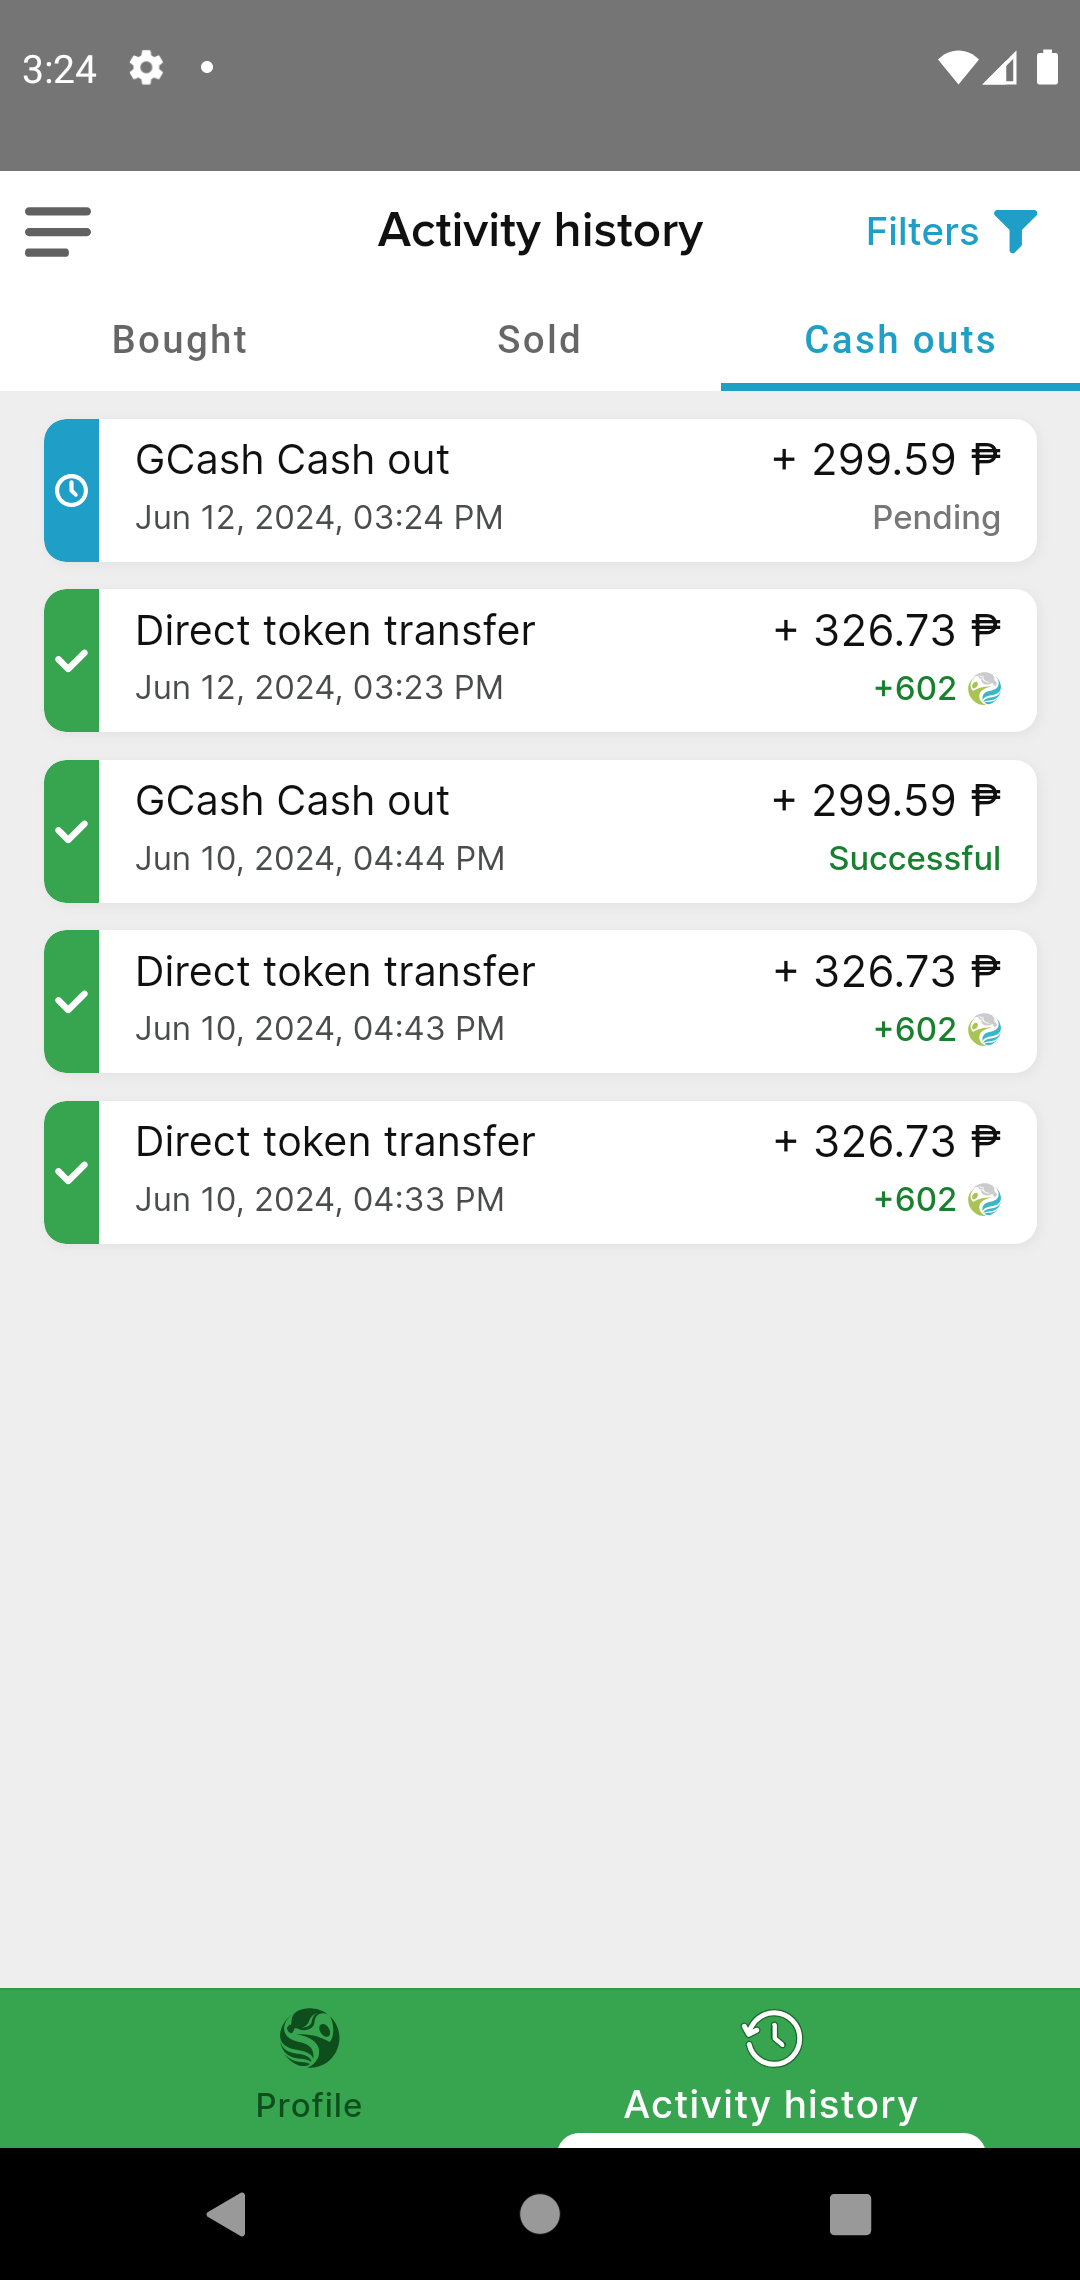 3:24
Activity history
Filters
Bought
Sold
Cash outs
GCash Cash out
+ 299.59 ₱
Jun 12, 2024, 03:24 PM
Pending
Direct token transfer
+ 326.73 ₱
Jun 12, 2024, 03:23 PM
+602
GCash Cash out
+ 299.59 ₱
Jun 10, 2024, 04:44 PM
Successful
Direct token transfer
+ 326.73 ₱
Jun 10, 2024, 04:43 PM
+602
Direct token transfer
+ 326.73 ₱
Jun 10, 2024, 04:33 PM
+602
Profile
Activity history